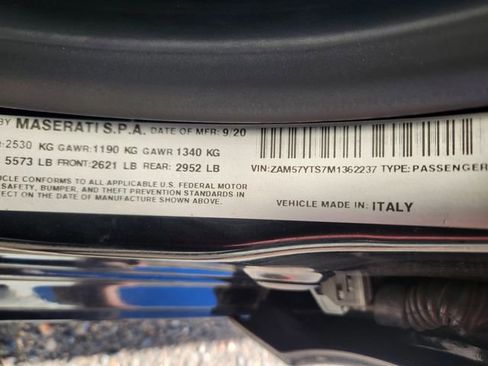 BY MASERATI S.P.A. DATE OF MFR: 9/20
:2530 KG GAWR:1190 KG GAWR 1340 KG
5573 LB FRONT:2621 LB REAR: 2952 LB
ICLE CONFORMS TO ALL APPLICABLE U.S. FEDERAL MOTOR
SAFETY, BUMPER, AND THEFT PREVENTION STANDARDS IN
ECT ON THE DATE OF MANUFACTURE SHOWN ABOVE.
VIN:ZAM57YTS7M1362237 TYPE: PASSENGER
VEHICLE MADE IN: ITALY